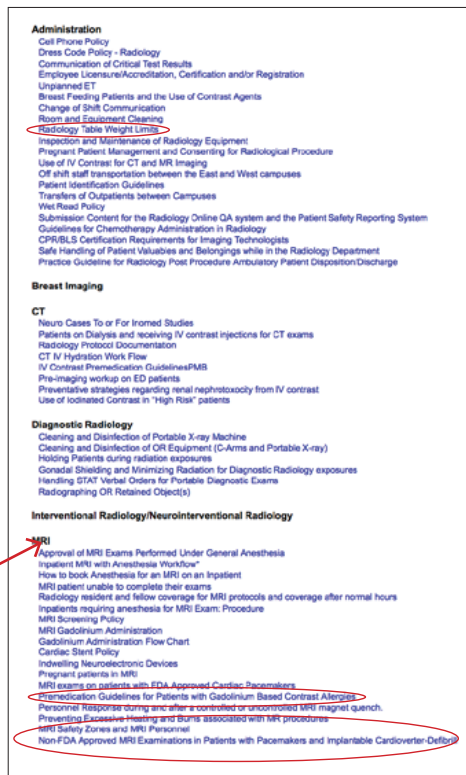 Administration
Cell Phone Policy
Dress Code Policy - Radiology
Communication of Critical Test Results
Employee Licensure/Accreditation, Certification and/or Registration
Unplanned ET
Breast Feeding Patients and the Use of Contrast Agents
Change of Shift Communication
Room and Equipment Cleaning
Radiology Table Weight Limits
Inspection and Maintenance of Radiology Equipment
Pregnant Patient Management and Consenting for Radiological Procedure
Use of IV Contrast for CT and MR Imaging
Off shift staff transportation between the East and West campuses
Patient Identification Guidelines
Transfers of Outpatients between Campuses
Wet Read Policy
Submission Content for the Radiology Online QA system and the Patient Safety Reporting System
Guidelines for Chemotherapy Administration in Radiology
CPR/BLS Certification Requirements for Imaging Technologists
Safe Handling of Patient Valuables and Belongings while in the Radiology Department
Practice Guideline for Radiology Post Procedure Ambulatory Patient Disposition/Discharge
Breast Imaging
CT
Neuro Cases To or For Inomed Studies
Patients on Dialysis and receiving IV contrast injections for CT exams
Radiology Protocol Documentation
CT IV Hydration Work Flow
IV Contrast Premedication GuidelinesPMB
Pre-imaging workup on ED patients
Preventative strategies regarding renal nephrotoxocity from IV contrast
Use of Iodinated Contrast in "High Risk" patients
Diagnostic Radiology
Cleaning and Disinfection of Portable X-ray Machine
Cleaning and Disinfection of OR Equipment (C-Arms and Portable X-ray)
Holding Patients during radiation exposures
Gonadal Shielding and Minimizing Radiation for Diagnostic Radiology exposures
Handling STAT Verbal Orders for Portable Diagnostic Exams
Radiographing OR Retained Object(s)
Interventional Radiology/Neurointerventional Radiology
MRI
Approval of MRI Exams Performed Under General Anesthesia
Inpatient MRI with Anesthesia Workflow"
How to book Anesthesia for an MRI on an Inpatient
MRI patient unable to complete their exams
Radiology resident and fellow coverage for MRI protocols and coverage after normal hours
Inpatients requiring anesthesia for MRI Exam: Procedure
MRI Screening Policy
MRI Gadolinium Administration
Gadolinium Administration Flow Chart
Cardiac Stent Policy
Indwelling Neuroelectronic Devices
Pregnant patients in MRI
MRI exams on patients with FDA Approved Cardiac Pacemakers
Premedication Guidelines for Patients with Gadolinium Based Contrast Allergies
Personnel Response during and after a controlled or uncontrolled MRI magnet quench.
Preventing Excessive Heating and Burns associated with MR procedures
MRI Safety Zones and MRI Personnel
Non-FDA Approved MRI Examinations in Patients with Pacemakers and Implantable Cardioverter-Defibril